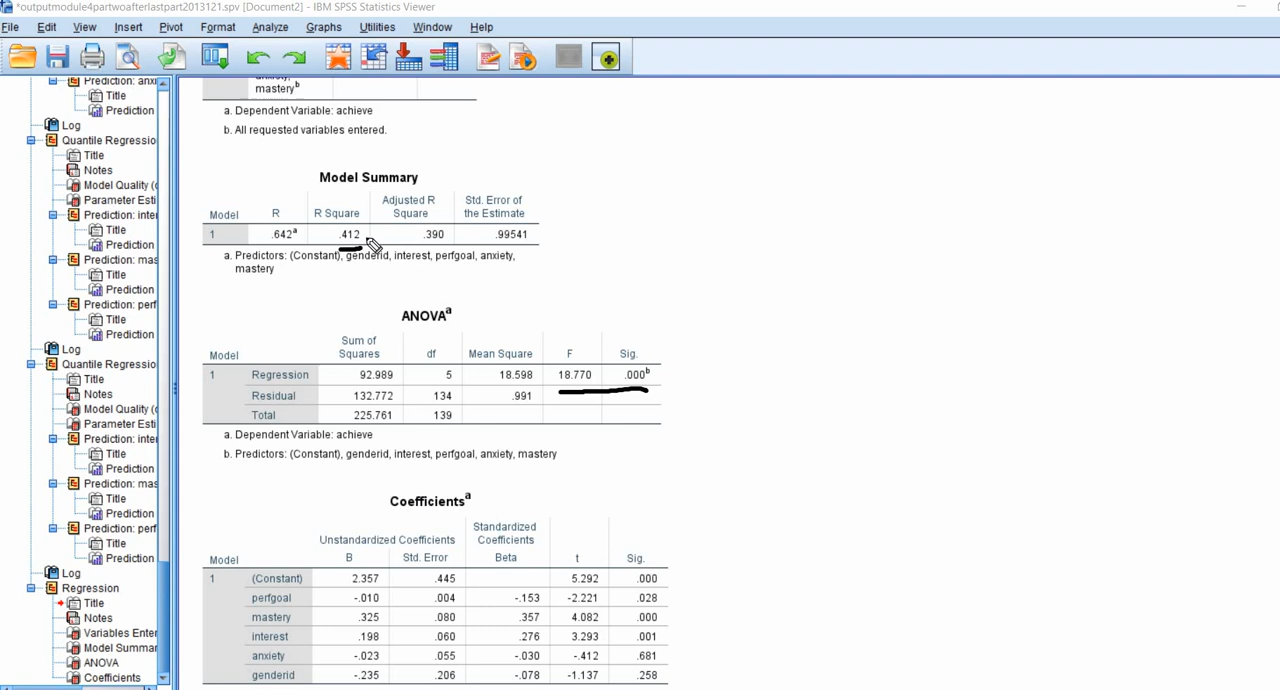 *outputmodule4partwoafterlastpart2013121.spv [Document2] - IBM SPSS Statistics Viewer
File Edit View Insert Format Analyze Graphs Utilities Window Help
Prediction: anxi
Title
Prediction
Log
Quantile Regressio
Title
Notes
Model Quality (c
Parameter Esti
Prediction: inte
Title
Prediction
Prediction: mas
Title
Prediction
Prediction: perf
Title
Prediction
Log
Quantile Regressio
Title
Notes
Model Quality (c
Parameter Esti
Prediction: inte
Title
Prediction
Prediction: mas
Title
Prediction
Prediction: perf
Title
Prediction
Log
Regression
Title
Notes
Variables Enter
Model Summar
ANOVA
Coefficients
anxiety,
mastery b
a. Dependent Variable: achieve
b. All requested variables entered.
Model Summary
Model R R Square Adjusted R Square Std. Error of the Estimate
1 .642a .412 .390 .99541
a. Predictors: (Constant), genderid, interest, perfgoal, anxiety,
mastery
ANOVAa
Model Sum of Squares df Mean Square F Sig.
1 Regression 92.989 5 18.598 18.770 .000b
Residual 132.772 134 .991
Total 225.761 139
a. Dependent Variable: achieve
b. Predictors: (Constant), genderid, interest, perfgoal, anxiety, mastery
Coefficientsa
Unstandardized Coefficients Standardized Coefficients
Model B Std. Error Beta t Sig.
1 (Constant) 2.357 .445 5.292 .000
perfgoal -.010 .004 -.153 -2.221 .028
mastery .325 .080 .357 4.082 .000
interest .198 .060 .276 3.293 .001
anxiety -.023 .055 -.030 -.412 .681
genderid -.235 .206 -.078 -1.137 .258